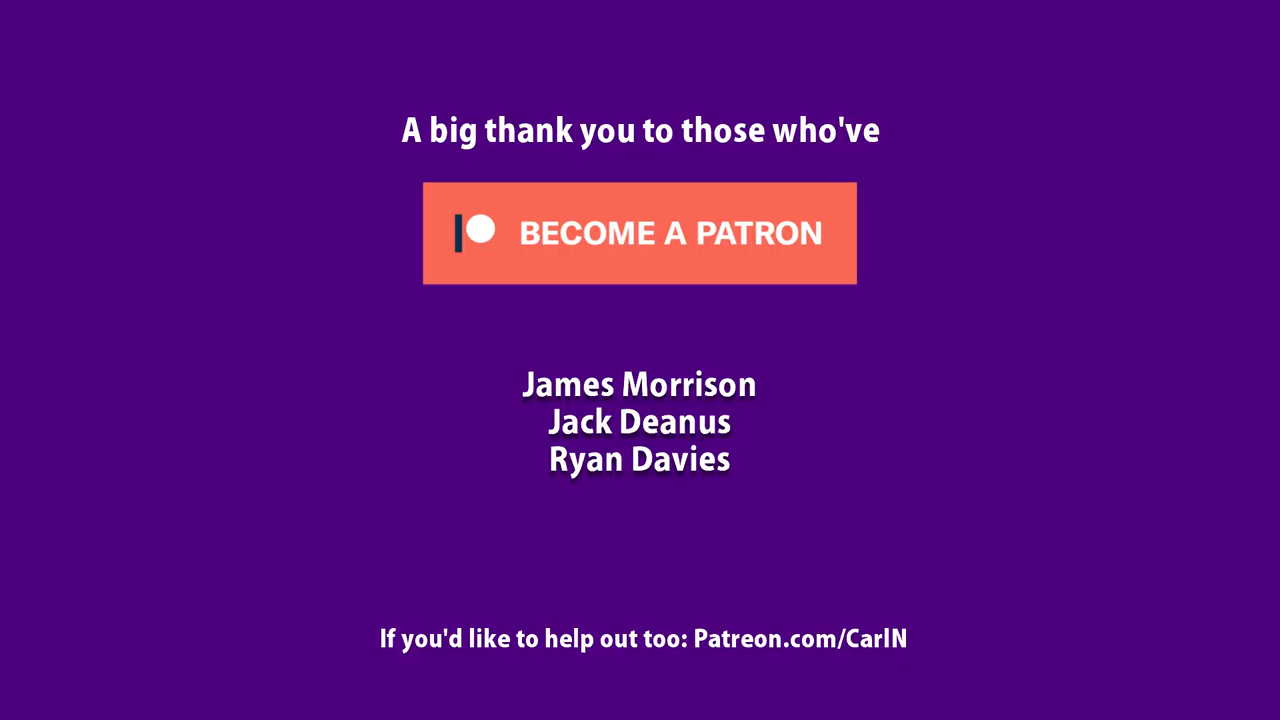 A big thank you to those who've
BECOME A PATRON
James Morrison
Jack Deanus
Ryan Davies
If you'd like to help out too: Patreon.com/CarlN